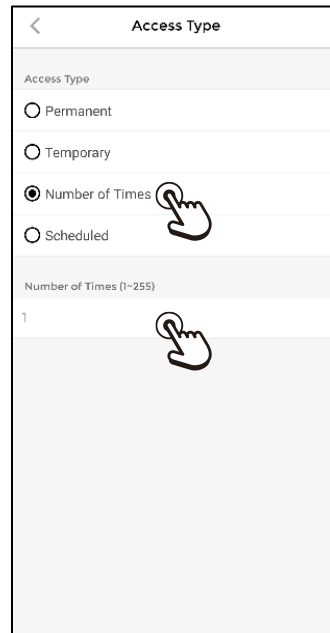 Access Type
Access Type
Permanent
Temporary
Number of Times
Scheduled
Number of Times (1~255)
1